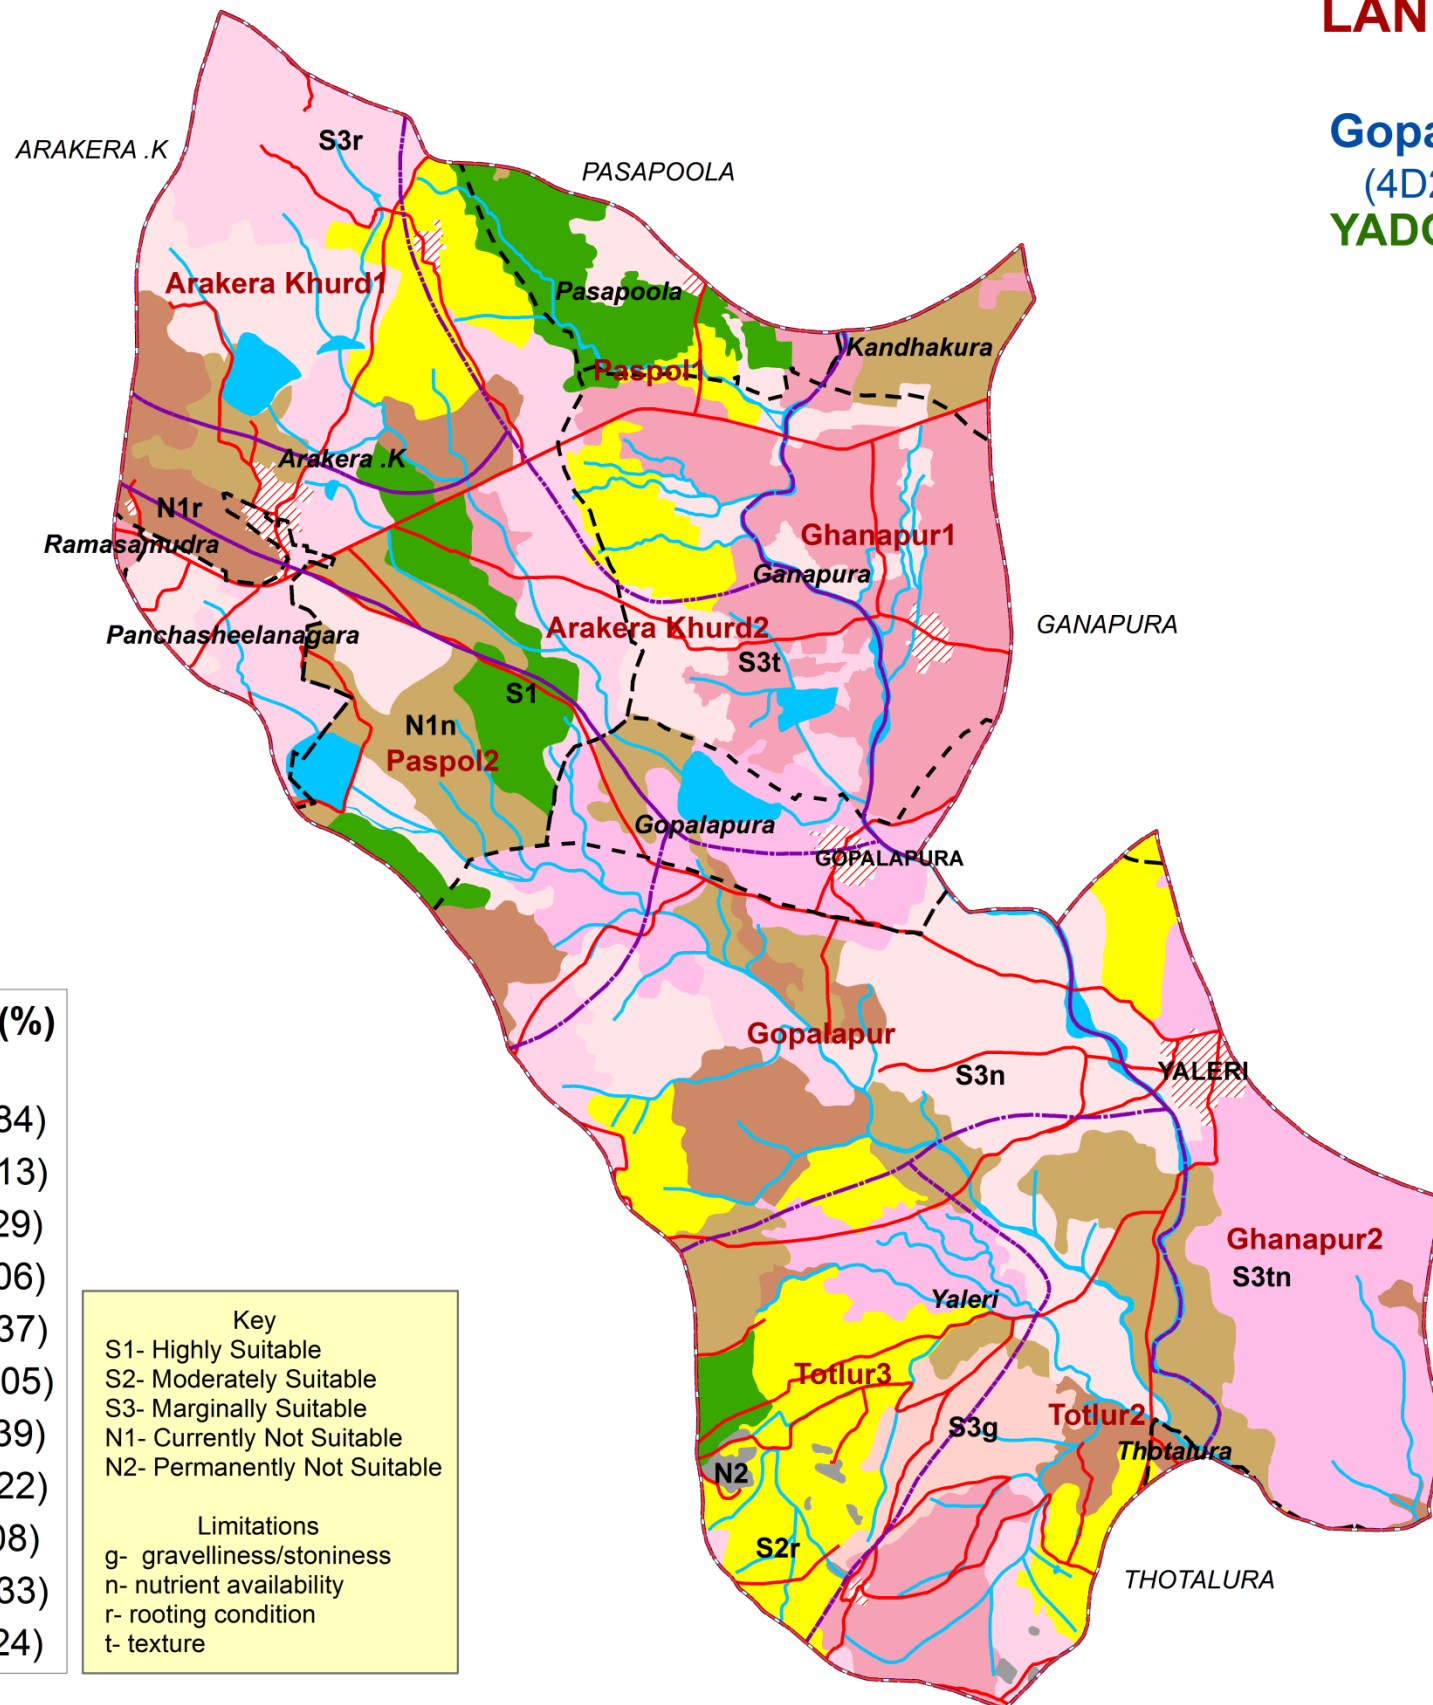 LAN
Gopa
(4D2
YADG
ARAKERA .K
S3r
PASAPOOLA
Arakera Khurd1
Pasapoola
Kandhakura
Paspol1
Arakera .K
N1r
Ghanapur1
Ramasamudra
Ganapura
Panchasheelanagara
Arakera Khurd2
GANAPURA
S3t
S1
N1n
Paspol2
Gopalapura
GOPALAPURA
Gopalapur
S3n
YALERI
Ghanapur2
S3tn
Yaleri
Totlur3
Totlur2
S3g
Thotalura
N2
S2r
THOTALURA
(%)
84)
13)
29)
06)
37)
05)
39)
22)
08)
33)
24)
Key
S1- Highly Suitable
S2- Moderately Suitable
S3- Marginally Suitable
N1- Currently Not Suitable
N2- Permanently Not Suitable
Limitations
g- gravelliness/stoniness
n- nutrient availability
r- rooting condition
t- texture